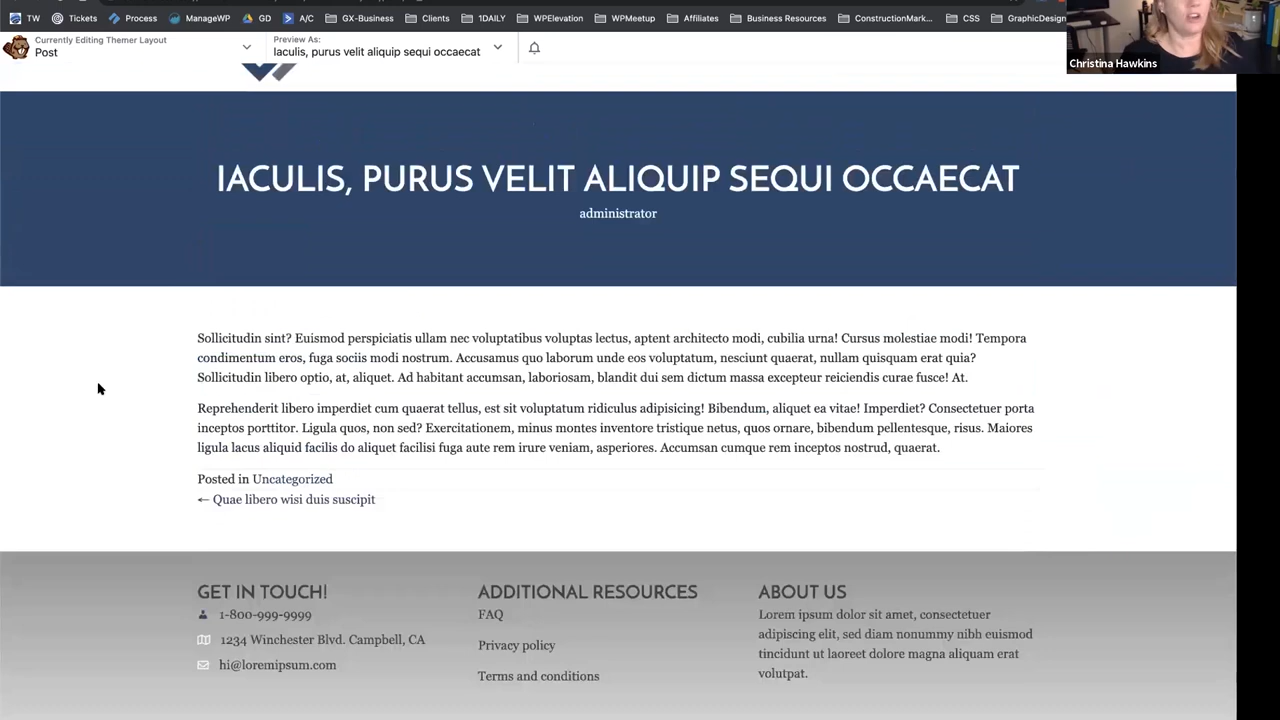 TW Tickets Process ManageWP GD A/C GX-Business Clients 1DAILY WPElevation WPMeetup Affiliates Business Resources ConstructionMark... CSS GraphicDesign
Currently Editing Themer Layout
Post
Preview As:
Iaculis, purus velit aliquip sequi occaecat
Christina Hawkins
IACULIS, PURUS VELIT ALIQUIP SEQUI OCCAECAT
administrator
Sollicitudin sint? Euismod perspiciatis ullam nec voluptatibus voluptas lectus, aptent architecto modi, cubilia urna! Cursus molestiae modi! Tempora
condimentum eros, fuga sociis modi nostrum. Accusamus quo laborum unde eos voluptatum, nesciunt quaerat, nullam quisquam erat quia?
Sollicitudin libero optio, at, aliquet. Ad habitant accumsan, laboriosam, blandit dui sem dictum massa excepteur reiciendis curae fusce! At.
Reprehenderit libero imperdiet cum quaerat tellus, est sit voluptatum ridiculus adipisicing! Bibendum, aliquet ea vitae! Imperdiet? Consectetuer porta
inceptos porttitor. Ligula quos, non sed? Exercitationem, minus montes inventore tristique netus, quos ornare, bibendum pellentesque, risus. Maores
ligula lacus aliquid facilis do aliquet facilisi fuga aute rem irure veniam, asperiores. Accumsan cumque rem inceptos nostrud, quaerat.
Posted in Uncategorized
← Quae libero wisi duis suscipit
GET IN TOUCH!
1-800-999-9999
1234 Winchester Blvd. Campbell, CA
hi@loremipsum.com
ADDITIONAL RESOURCES
FAQ
Privacy policy
Terms and conditions
ABOUT US
Lorem ipsum dolor sit amet, consectetuer
adipiscing elit, sed diam nonummy nibh euismod
tincidunt ut laoreet dolore magna aliquam erat
volutpat.